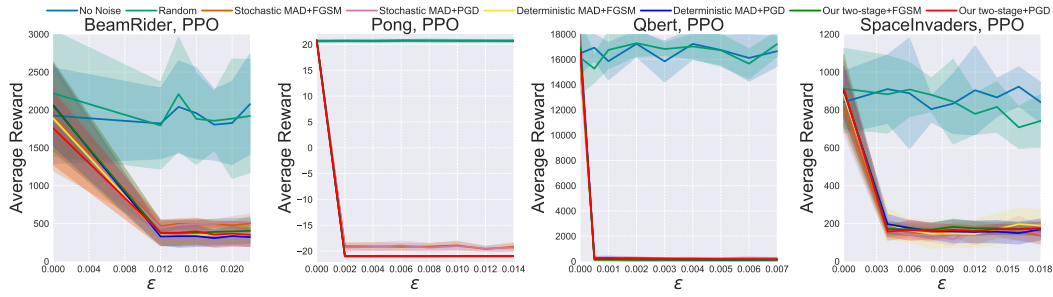 No Noise Random Stochastic MAD+FGSM Stochastic MAD+PGD Deterministic MAD+FGSM Deterministic MAD+PGD Our two-stage+FGSM Our two-stage+PGD
BeamRider, PPO
Average Reward
3000
2500
2000
1500
1000
500
0
0.000 0.004 0.008 0.012 0.016 0.020
ε
Pong, PPO
Average Reward
20
15
10
5
0
−5
−10
−15
−20
0.000 0.002 0.004 0.006 0.008 0.010 0.012 0.014
ε
Qbert, PPO
Average Reward
18000
16000
14000
12000
10000
8000
6000
4000
2000
0
0.000 0.001 0.002 0.003 0.004 0.005 0.006 0.007
ε
SpaceInvaders, PPO
Average Reward
1200
1000
800
600
400
200
0
0.000 0.003 0.006 0.009 0.012 0.015 0.018
ε